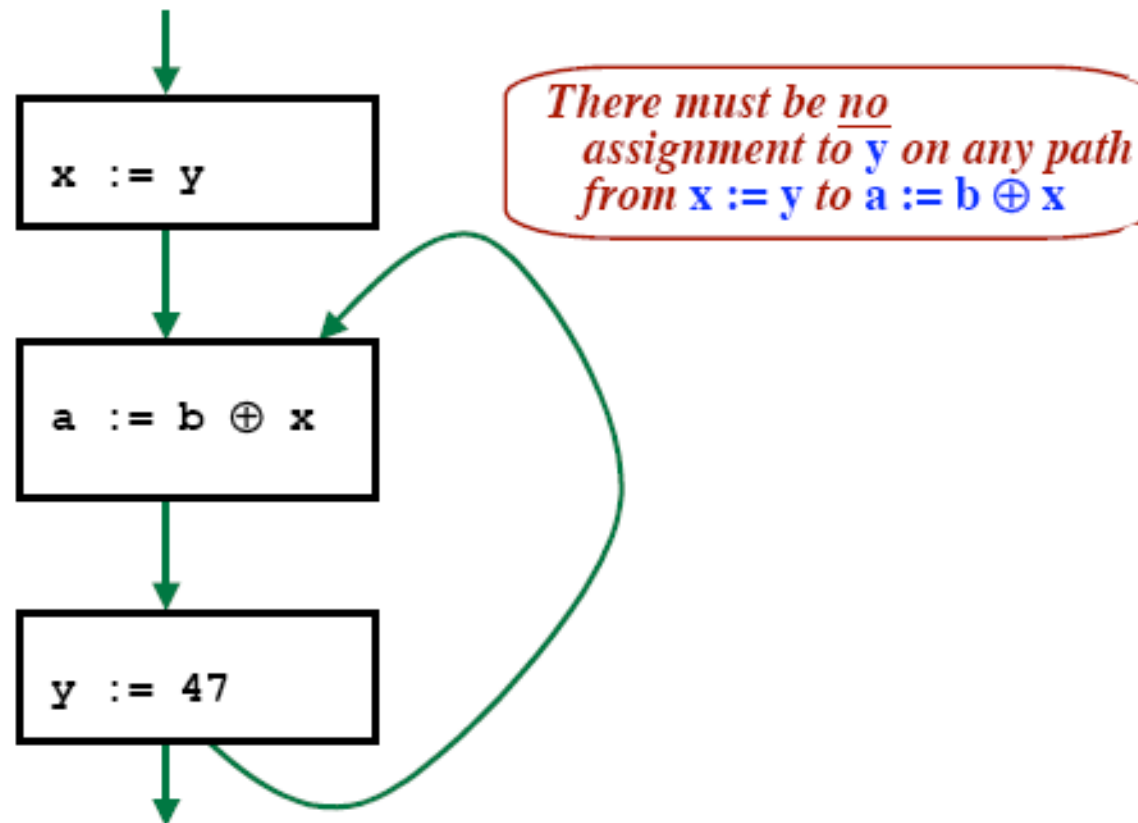 x := y
There must be no
assignment to y on any path
from x := y to a := b ⊕ x
a := b ⊕ x
y := 47